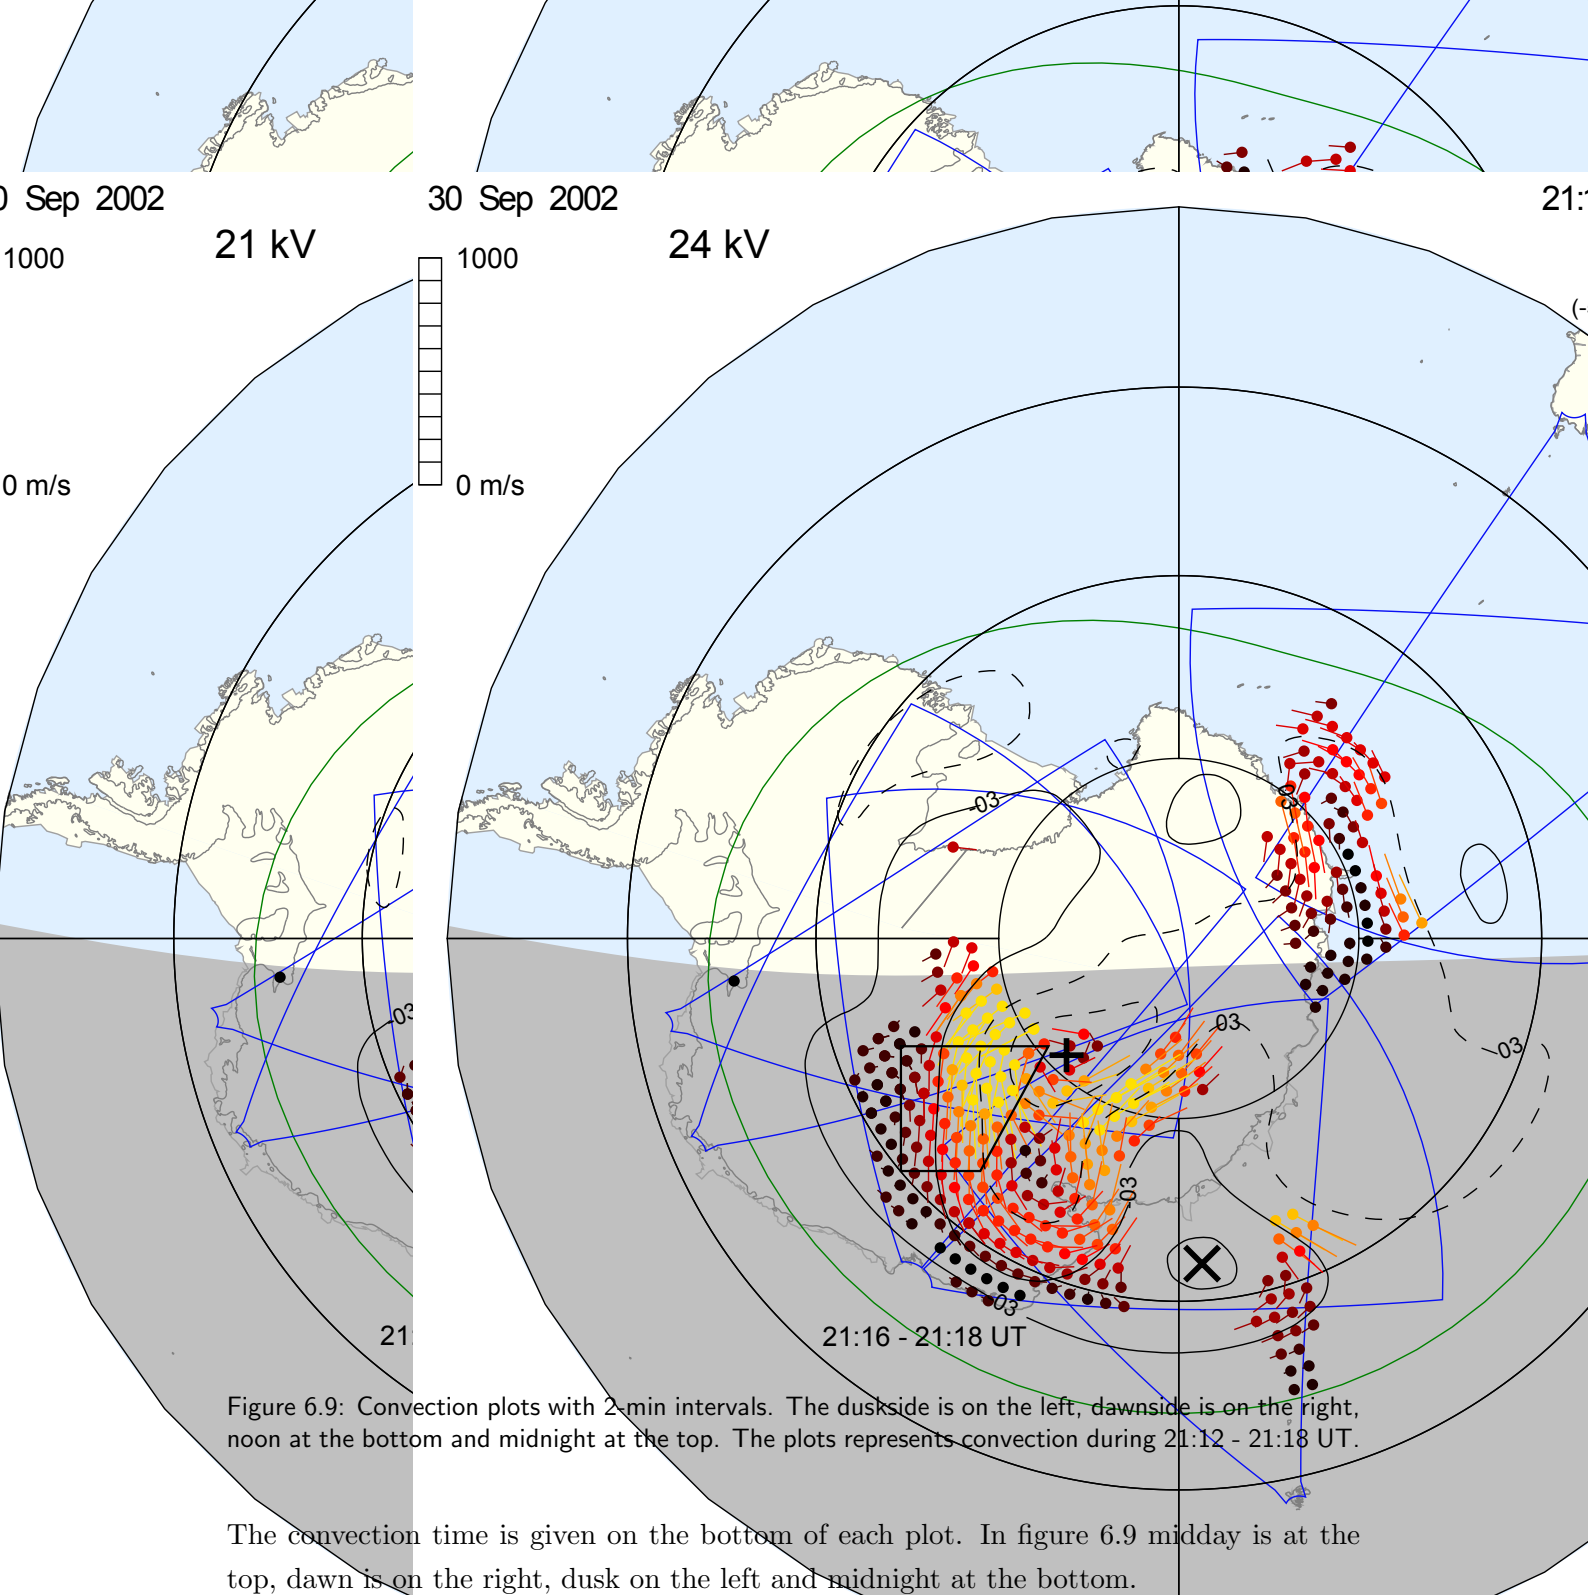 Sep 2002
30 Sep 2002
21 kV
24 kV
1000
1000
0 m/s
0 m/s
-03
-03
03
03
-03
03
-03
-03
21:16 - 21:18 UT
Figure 6.9: Convection plots with 2-min intervals. The duskside is on the left, dawnside is on the right,
noon at the bottom and midnight at the top. The plots represents convection during 21:12 - 21:18 UT.
The convection time is given on the bottom of each plot. In figure 6.9 midday is at the
top, dawn is on the right, dusk on the left and midnight at the bottom.